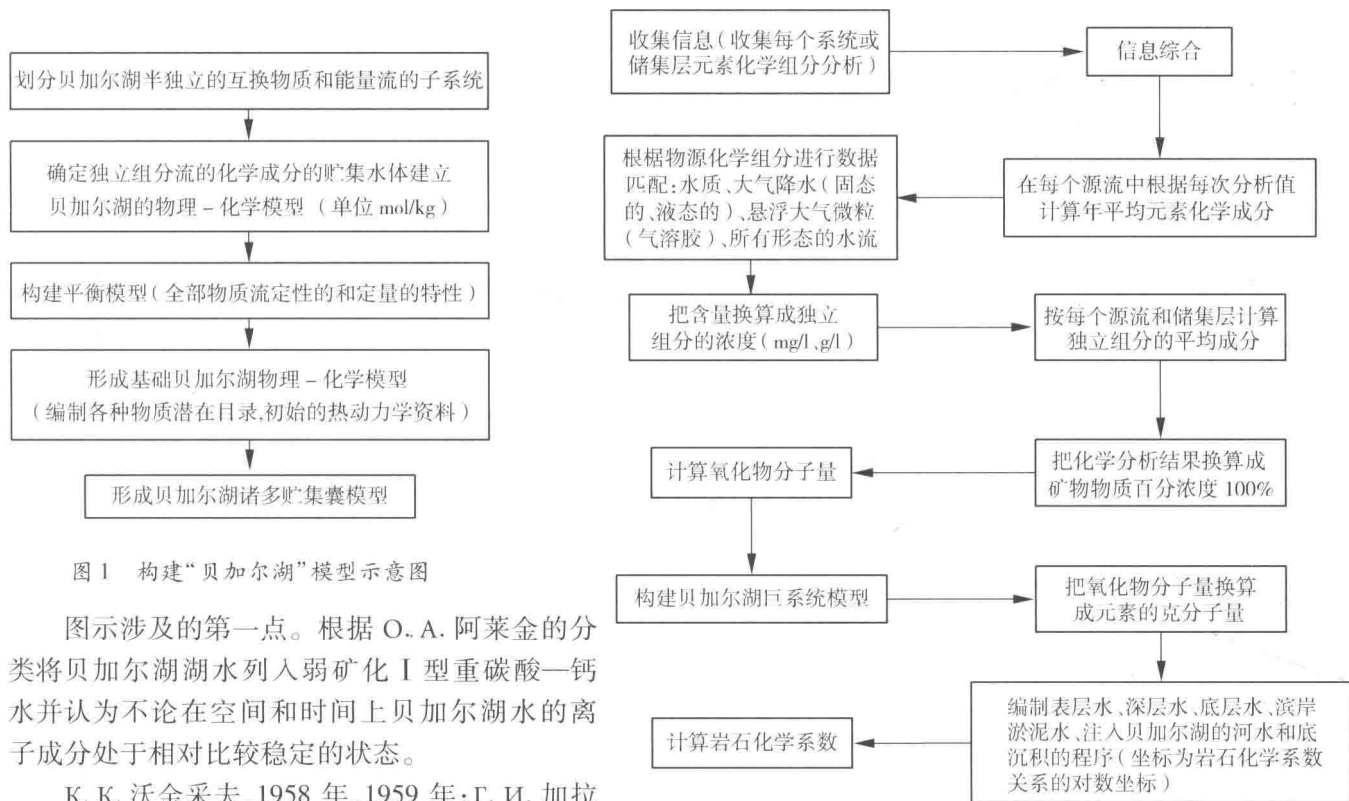 划分贝加尔湖半独立的互换物质和能量流的子系统
确定独立组分流的化学成分的贮集水体建立
贝加尔湖的物理－化学模型（单位 mol/kg）
构建平衡模型（全部物质流定性的和定量的特性）
形成基础贝加尔湖物理－化学模型
（编制各种物质潜在目录,初始的热动力学资料）
形成贝加尔湖诸多贮集囊模型
图 1 构建“贝加尔湖”模型示意图
图示涉及的第一点。根据 O. A. 阿莱金的分
类将贝加尔湖湖水列入弱矿化 Ⅰ 型重碳酸—钙
水并认为不论在空间和时间上贝加尔湖水的离
子成分处于相对比较稳定的状态。
К. К. 沃金采夫, 1958 年, 1959 年; Г. И. 加拉
收集信息（收集每个系统或
储集层元素化学组分分析）
信息综合
在每个源流中根据每次分析值
计算年平均元素化学成分
根据物源化学组分进行数据
匹配:水质、大气降水（固态
的、液态的）、悬浮大气微粒
（气溶胶）、所有形态的水流
把含量换算成独立
组分的浓度（mg/l、g/l）
按每个源流和储集层计算
独立组分的平均成分
把化学分析结果换算成
矿物物质百分浓度 100%
计算氧化物分子量
构建贝加尔湖巨系统模型
把氧化物分子量换算
成元素的克分子量
编制表层水、深层水、底层水、滨岸
淤泥水、注入贝加尔湖的河水和底
沉积的程序（坐标为岩石化学系数
关系的对数坐标）
计算岩石化学系数